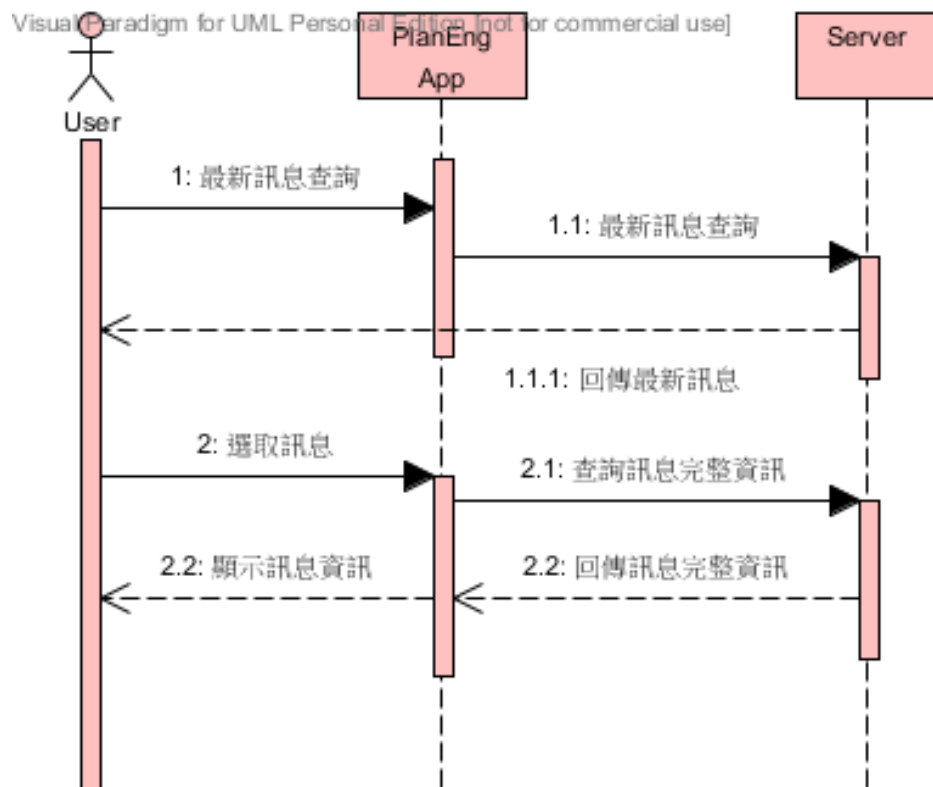 Visual Paradigm for UML Personal Edition [not for commercial use]
PlanEng
App
Server
User
1: 最新訊息查詢
1.1: 最新訊息查詢
1.1.1: 回傳最新訊息
2: 選取訊息
2.1: 查詢訊息完整資訊
2.2: 顯示訊息資訊
2.2: 回傳訊息完整資訊